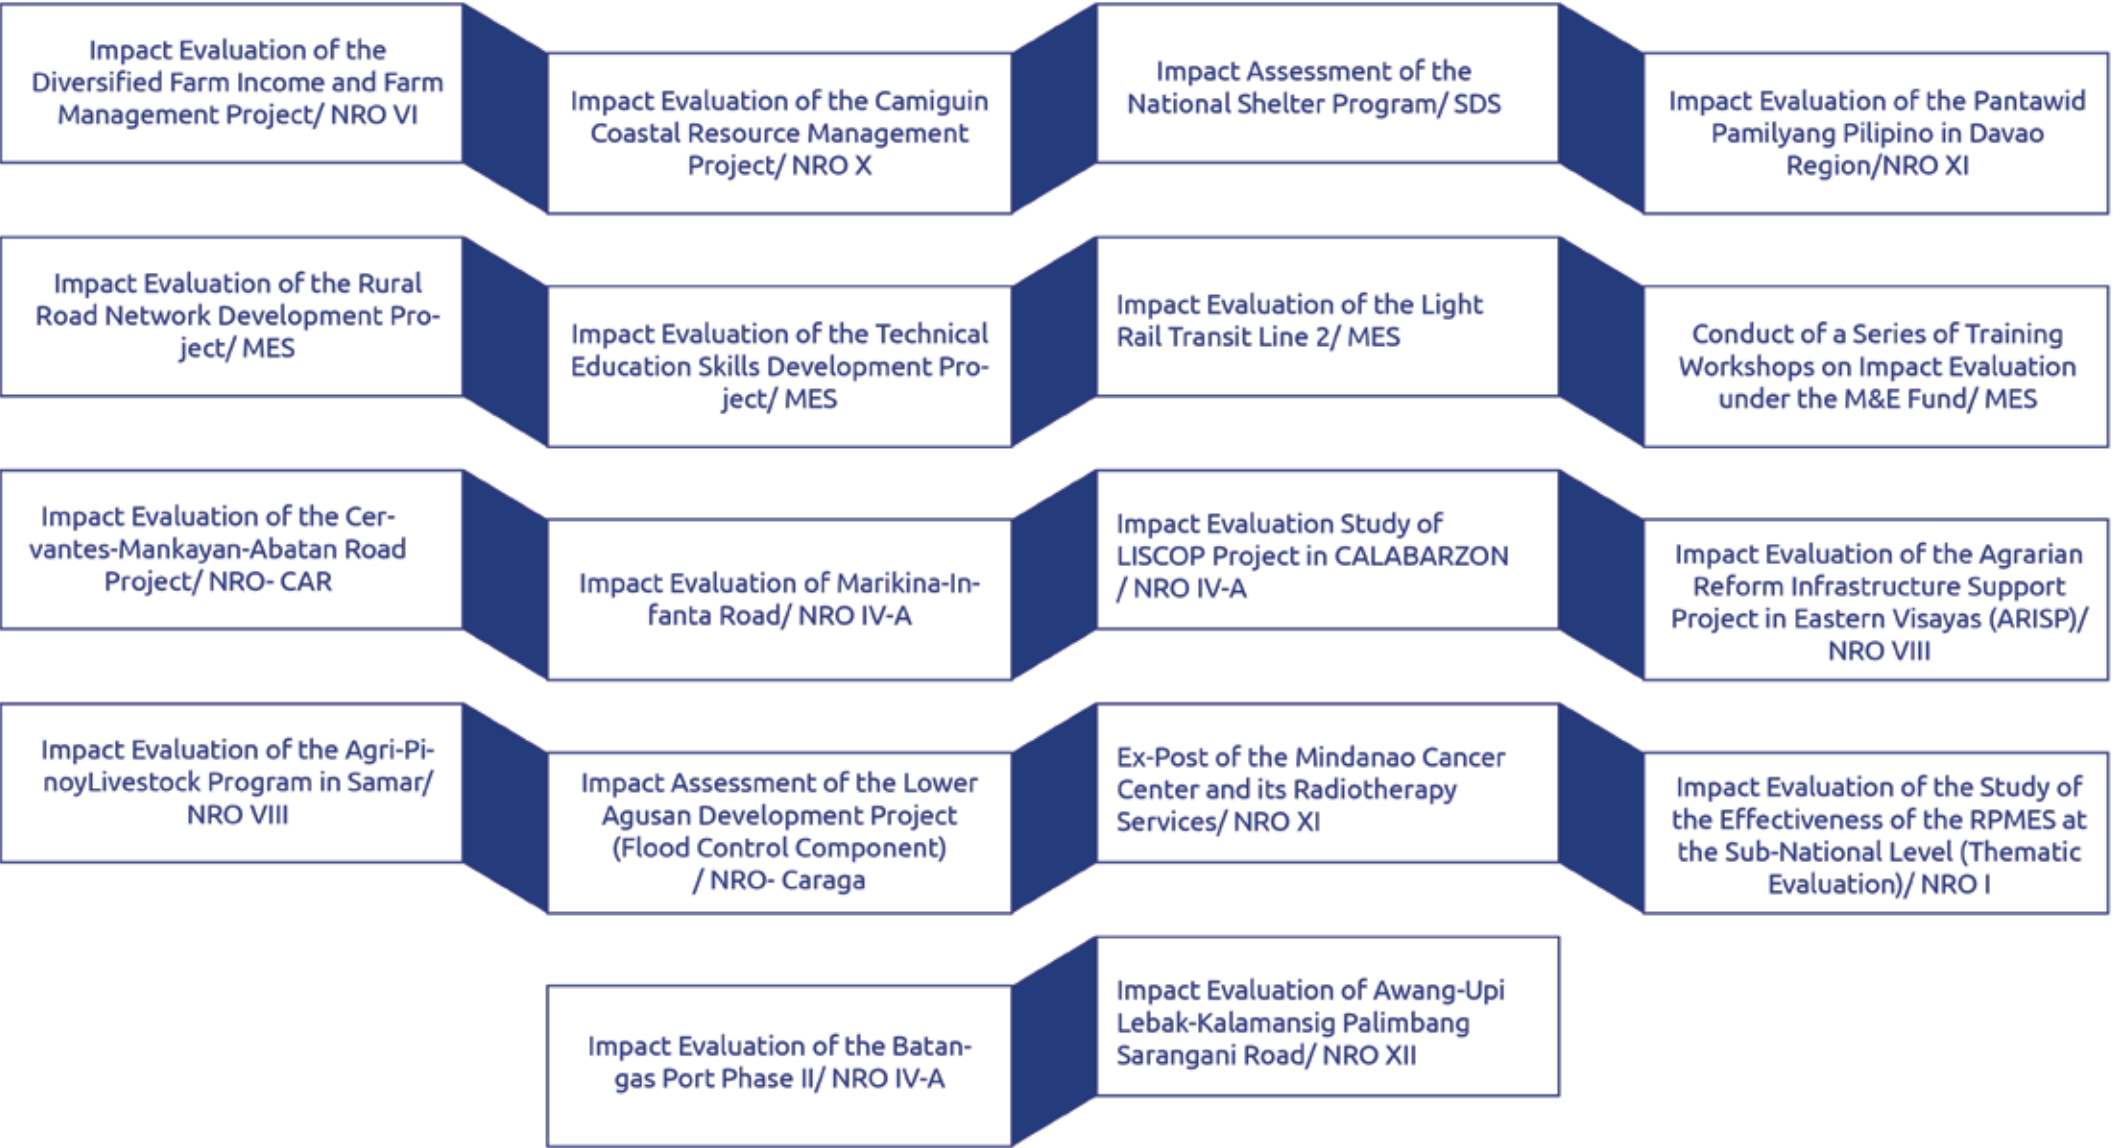 Impact Evaluation of the
Diversified Farm Income and Farm
Management Project/ NRO VI
Impact Evaluation of the Camiguin
Coastal Resource Management
Project/ NRO X
Impact Assessment of the
National Shelter Program/ SDS
Impact Evaluation of the Pantawid
Pamilyang Pilipino in Davao
Region/NRO XI
Impact Evaluation of the Rural
Road Network Development Pro-
ject/ MES
Impact Evaluation of the Technical
Education Skills Development Pro-
ject/ MES
Impact Evaluation of the Light
Rail Transit Line 2/ MES
Conduct of a Series of Training
Workshops on Impact Evaluation
under the M&E Fund/ MES
Impact Evaluation of the Cer-
vantes-Mankayan-Abatan Road
Project/ NRO- CAR
Impact Evaluation of Marikina-In-
fanta Road/ NRO IV-A
Impact Evaluation Study of
LISCOP Project in CALABARZON
/ NRO IV-A
Impact Evaluation of the Agrarian
Reform Infrastructure Support
Project in Eastern Visayas (ARISP)/
NRO VIII
Impact Evaluation of the Agri-Pi-
noyLivestock Program in Samar/
NRO VIII
Impact Assessment of the Lower
Agusan Development Project
(Flood Control Component)
/ NRO- Caraga
Ex-Post of the Mindanao Cancer
Center and its Radiotherapy
Services/ NRO XI
Impact Evaluation of the Study of
the Effectiveness of the RPMES at
the Sub-National Level (Thematic
Evaluation)/ NRO I
Impact Evaluation of the Batan-
gas Port Phase II/ NRO IV-A
Impact Evaluation of Awang-Upi
Lebak-Kalamansig Palimbang
Sarangani Road/ NRO XII